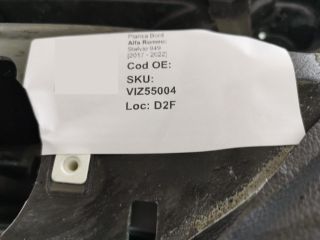 Plansa Bord
Alfa Romeo:
Stelvio 949
[2017 - 2022]
Cod OE:
SKU:
VIZ55004
Loc: D2F